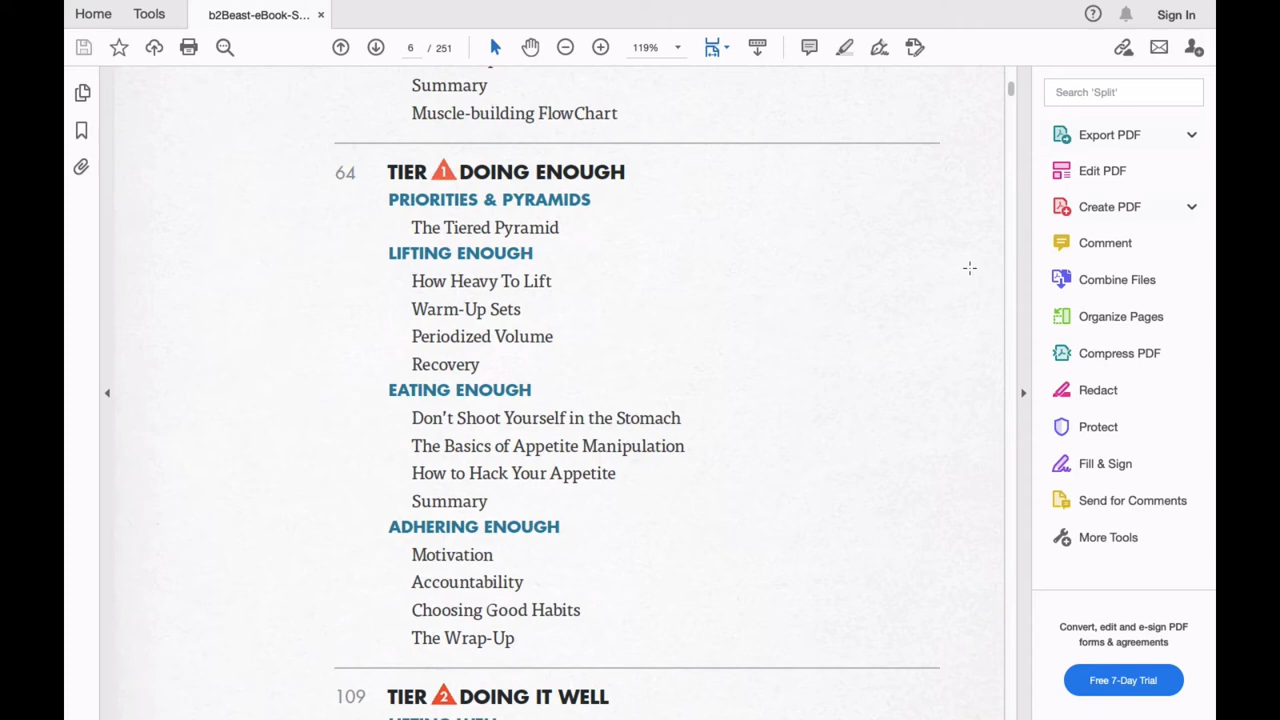 Home Tools b2Beast-eBook-S... × Sign In
6 / 251 119%
Summary
Muscle-building FlowChart
64 TIER 1 DOING ENOUGH
PRIORITIES & PYRAMIDS
The Tiered Pyramid
LIFTING ENOUGH
How Heavy To Lift
Warm-Up Sets
Periodized Volume
Recovery
EATING ENOUGH
Don't Shoot Yourself in the Stomach
The Basics of Appetite Manipulation
How to Hack Your Appetite
Summary
ADHERING ENOUGH
Motivation
Accountability
Choosing Good Habits
The Wrap-Up
109 TIER 2 DOING IT WELL
Search 'Split'
Export PDF
Edit PDF
Create PDF
Comment
Combine Files
Organize Pages
Compress PDF
Redact
Protect
Fill & Sign
Send for Comments
More Tools
Convert, edit and e-sign PDF
forms & agreements
Free 7-Day Trial